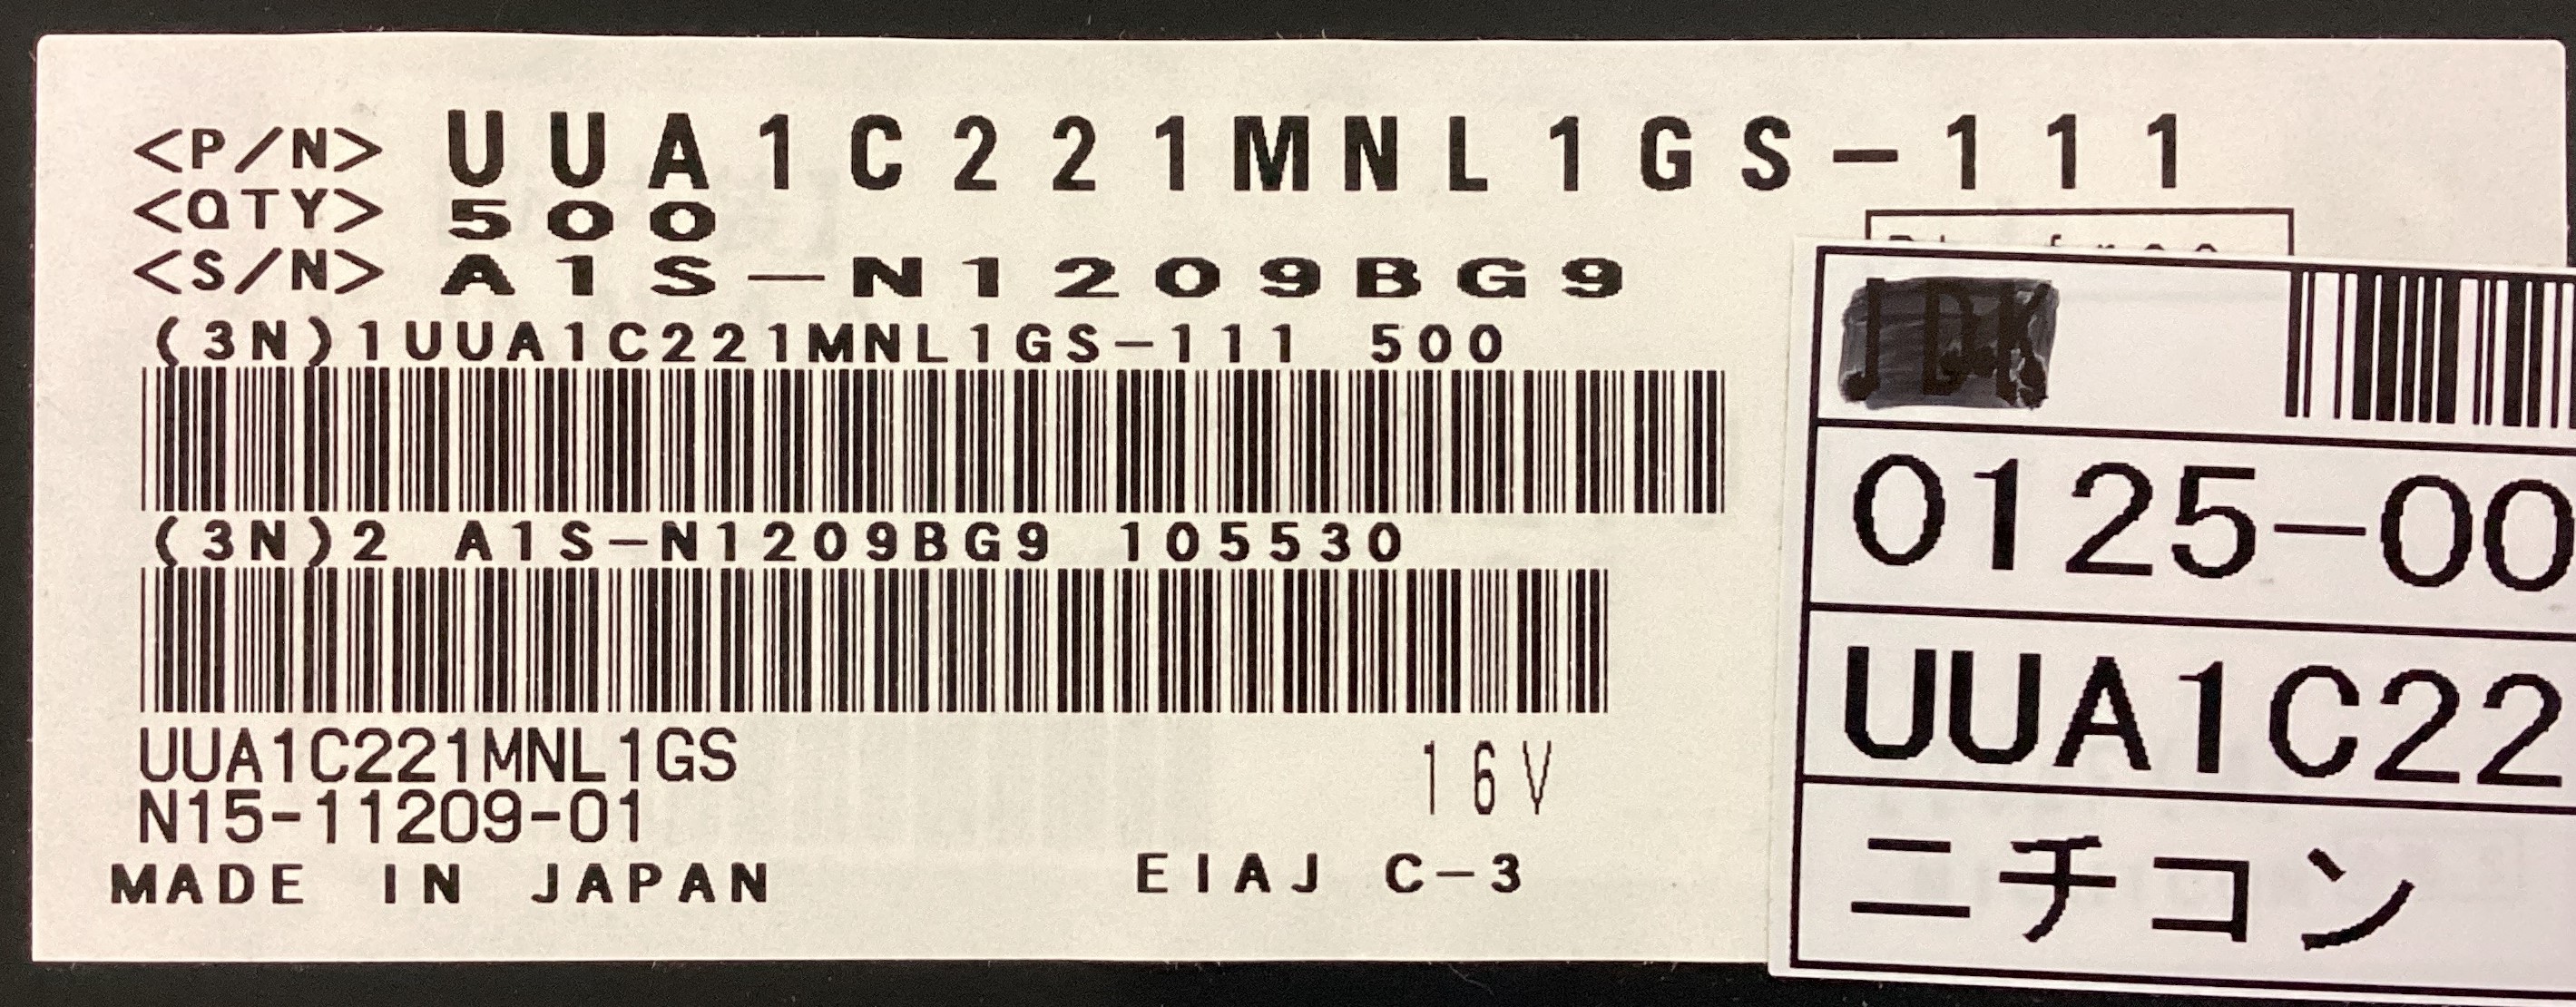 <P/N> UUA1C221MNL1GS-111
<QTY> 500
<S/N> A1S-N1209BG9
(3N)1UUA1C221MNL1GS-111 500
(3N)2 A1S-N1209BG9 105530
UUA1C221MNL1GS
16V
N15-11209-01
MADE IN JAPAN
EIAJ C-3
JDK
0125-00
UUA1C22
ニチコン